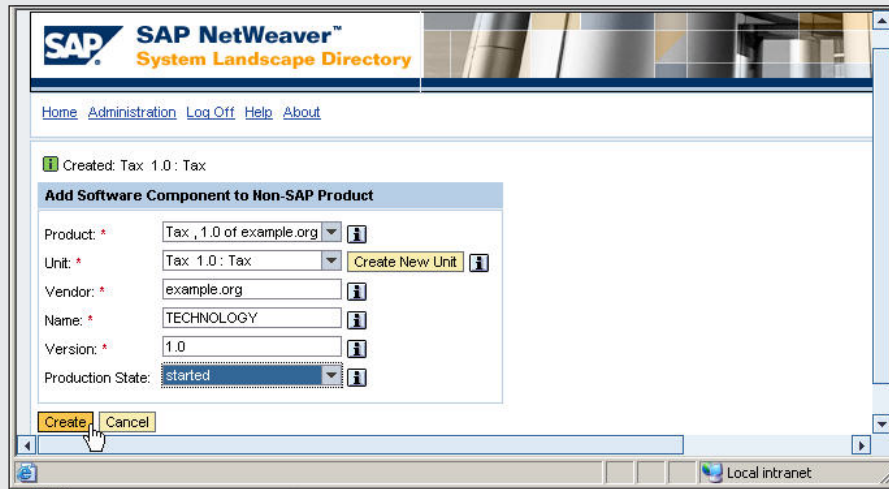 SAP SAP NetWeaver™
System Landscape Directory
Home Administration Log Off Help About
Created: Tax 1.0 : Tax
Add Software Component to Non-SAP Product
Product: * Tax , 1.0 of example.org
Unit: * Tax 1.0 : Tax Create New Unit
Vendor: * example.org
Name: * TECHNOLOGY
Version: * 1.0
Production State: started
Create Cancel
Local intranet